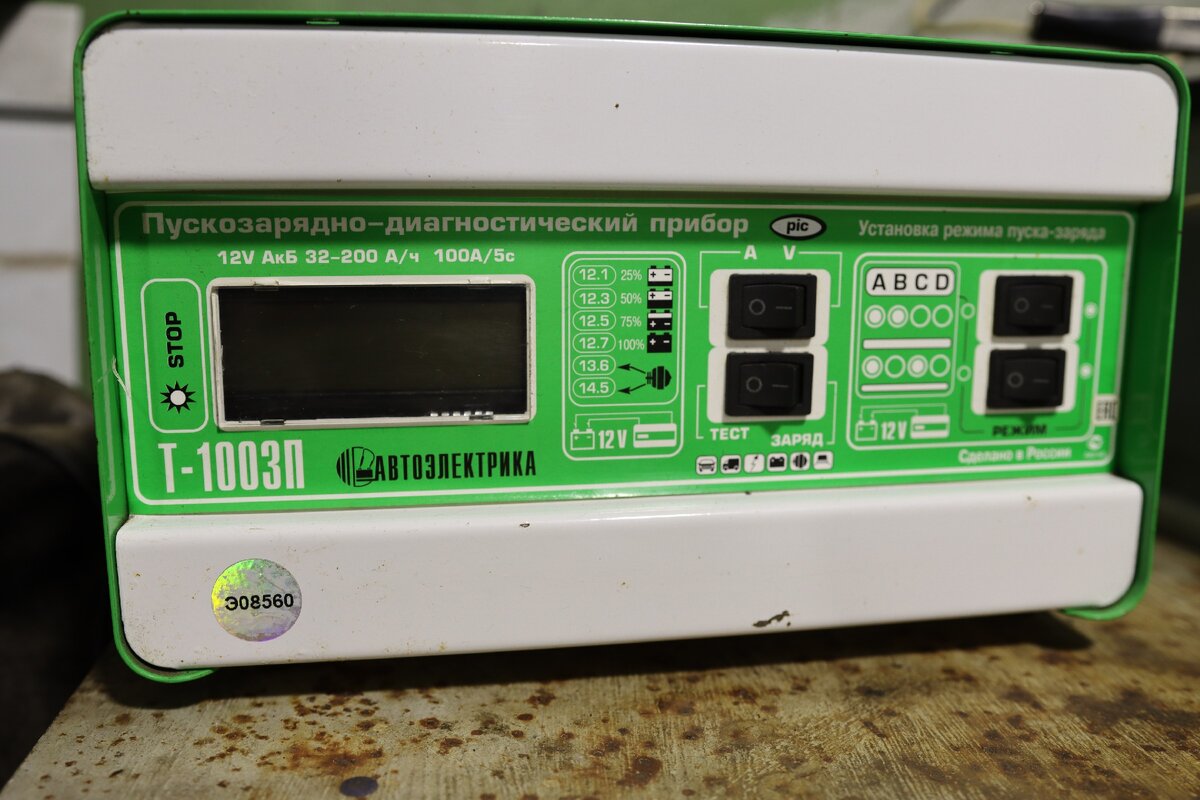 Пускозарядно-диагностический прибор
pic
Установка режима пуска-заряда
12V АкБ 32-200 А/ч 100А/5с
STOP
12.1 25%
12.3 50%
12.5 75%
12.7 100%
13.6
14.5
12V
A V
ТЕСТ ЗАРЯД
A B C D
12V
РЕЖИМ
EAC
Сделано в России
Т-1003П
АВТОЭЛЕКТРИКА
Э08560